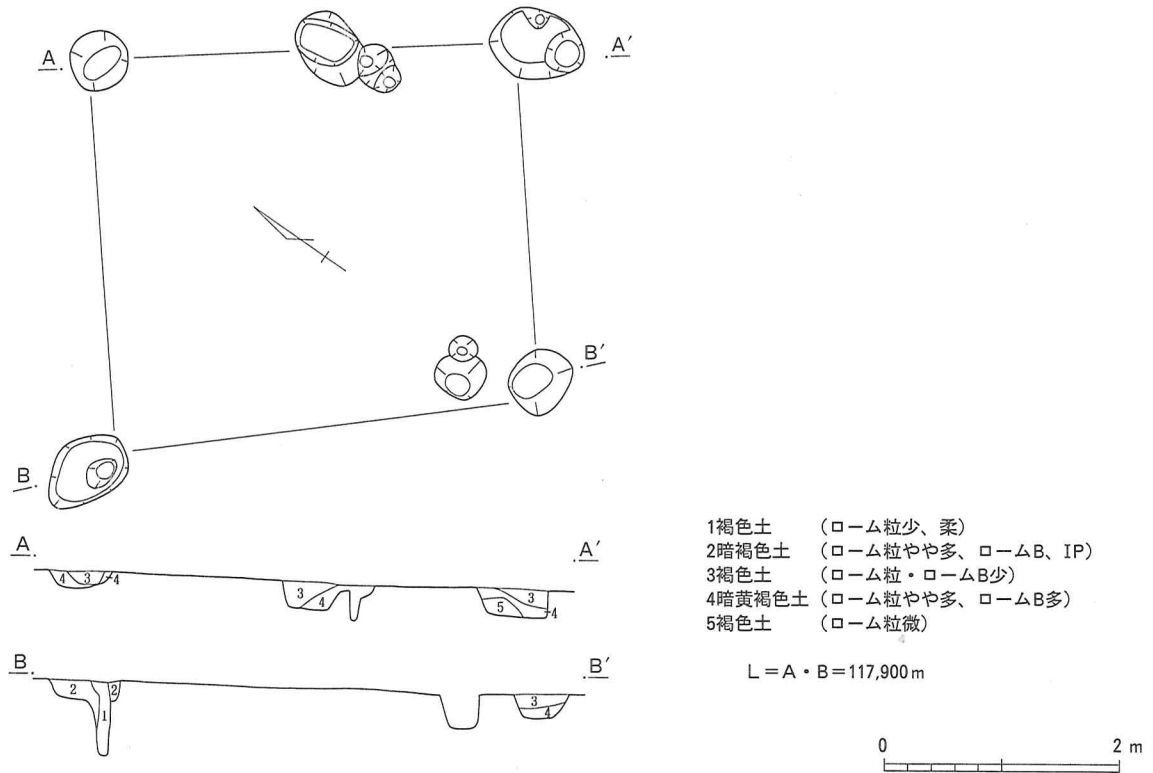 A. .A′
B. .B′
A. .A′
4 3 4 3 4 3 5 4
B. .B′
2 1 2 3 4
1褐色土 （ローム粒少、柔）
2暗褐色土 （ローム粒やや多、ロームB、IP）
3褐色土 （ローム粒・ロームB少）
4暗黄褐色土（ローム粒やや多、ロームB多）
5褐色土 （ローム粒微）
L＝A・B＝117,900m
0 2 m